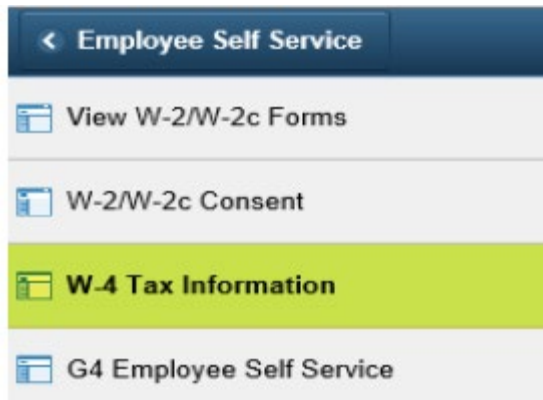 Employee Self Service
View W-2/W-2c Forms
W-2/W-2c Consent
W-4 Tax Information
G4 Employee Self Service